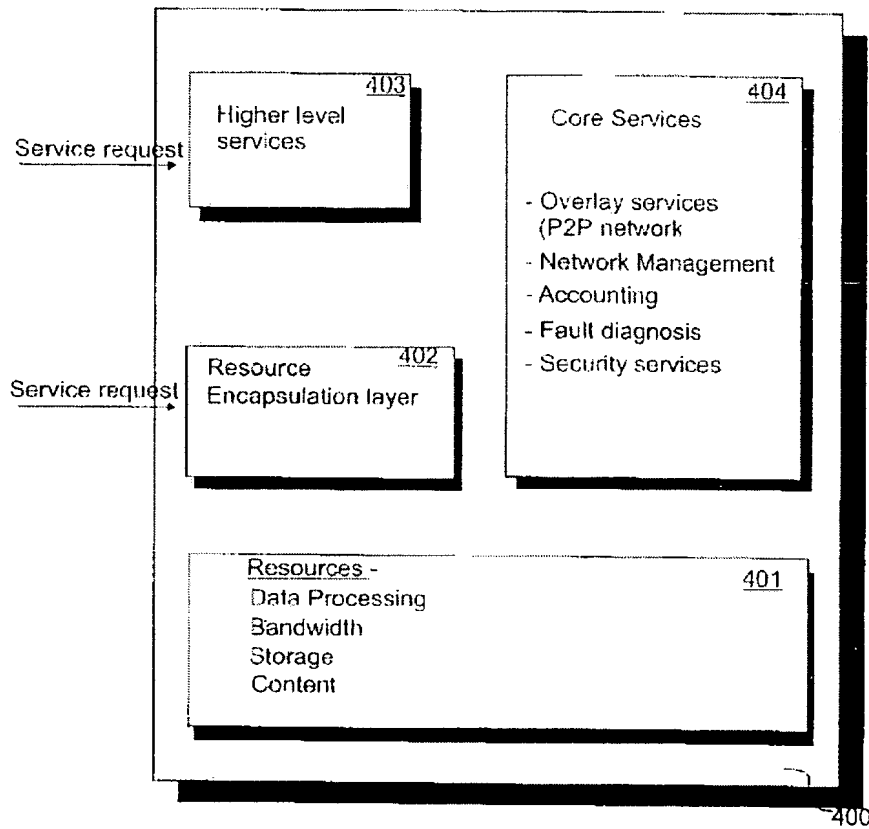 403
Higher level
services
Service request
404
Core Services
- Overlay services
(P2P network
- Network Management
- Accounting
- Fault diagnosis
- Security services
402
Resource
Encapsulation layer
Service request
Resources -
401
Data Processing
Bandwidth
Storage
Content
400